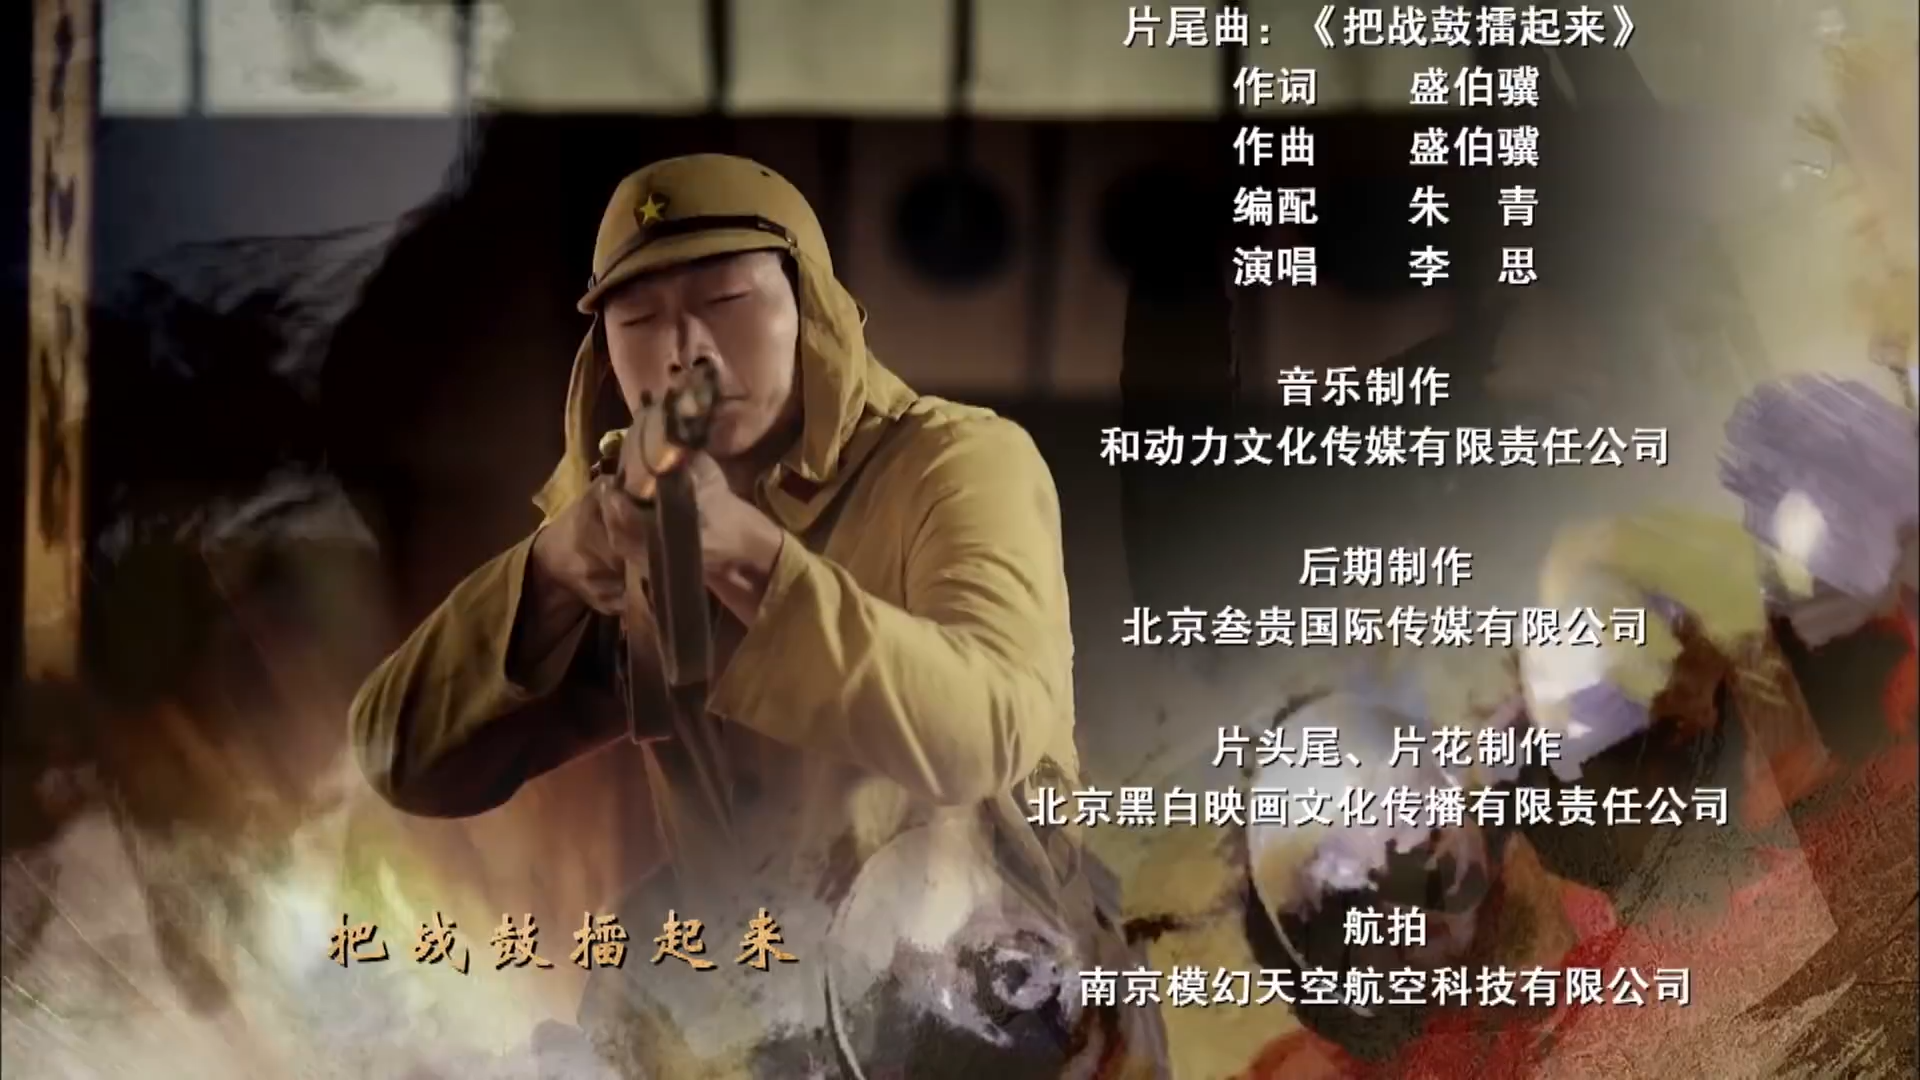 片尾曲：《把战鼓擂起来》
作词 盛伯骥
作曲 盛伯骥
编配 朱 青
演唱 李 思
音乐制作
和动力文化传媒有限责任公司
后期制作
北京叁贵国际传媒有限公司
片头尾、片花制作
北京黑白映画文化传播有限责任公司
航拍
南京模幻天空航空科技有限公司
把战鼓擂起来